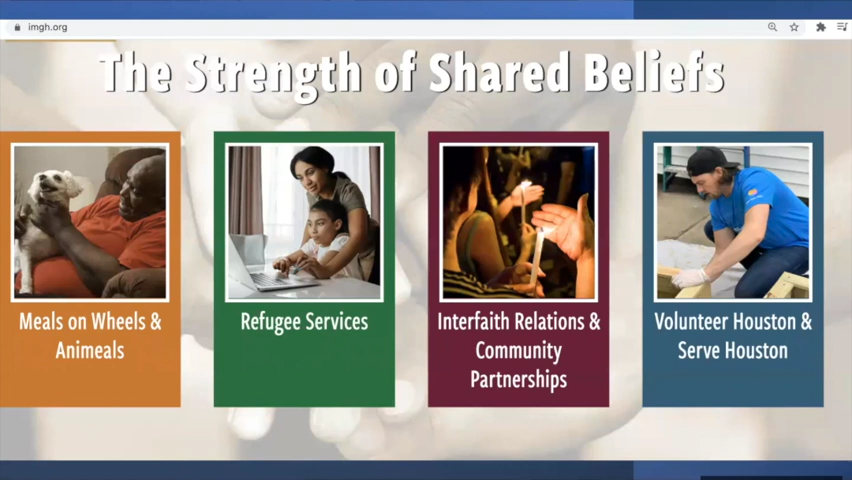 imgh.org
The Strength of Shared Beliefs
Meals on Wheels &
Animeals
Refugee Services
Interfaith Relations &
Community
Partnerships
Volunteer Houston &
Serve Houston